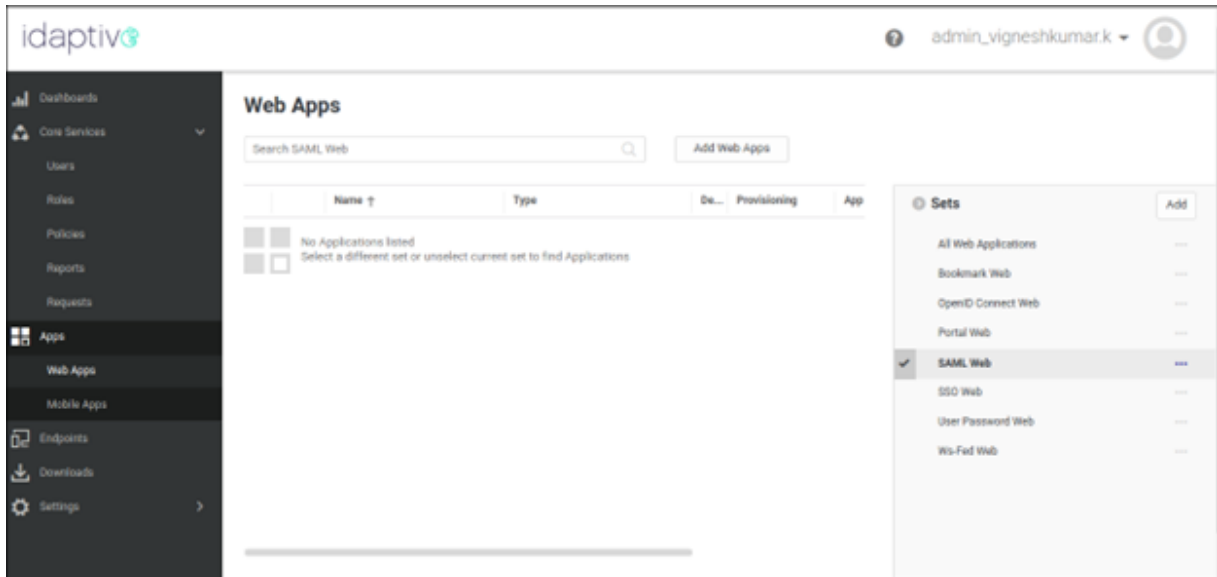 idaptive
admin_vigneshkumar.k
Dashboards
Core Services
Users
Roles
Policies
Reports
Requests
Apps
Web Apps
Mobile Apps
Endpoints
Downloads
Settings
Web Apps
Search SAML Web
Add Web Apps
Name Type De... Provisioning App
No Applications listed
Select a different set or unselect current set to find Applications
Sets Add
All Web Applications
Bookmark Web
OpenID Connect Web
Portal Web
SAML Web
SSO Web
User Password Web
Ws-Fed Web